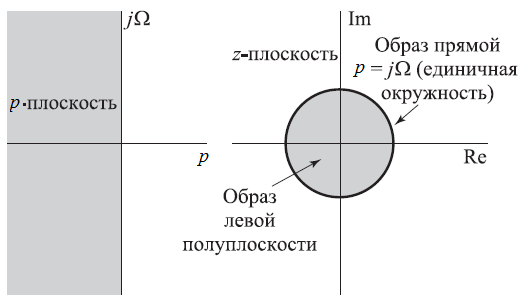 jΩ
p-плоскость
p
Im
z-плоскость
Образ прямой
p = jΩ (единичная
окружность)
Re
Образ
левой
полуплоскости